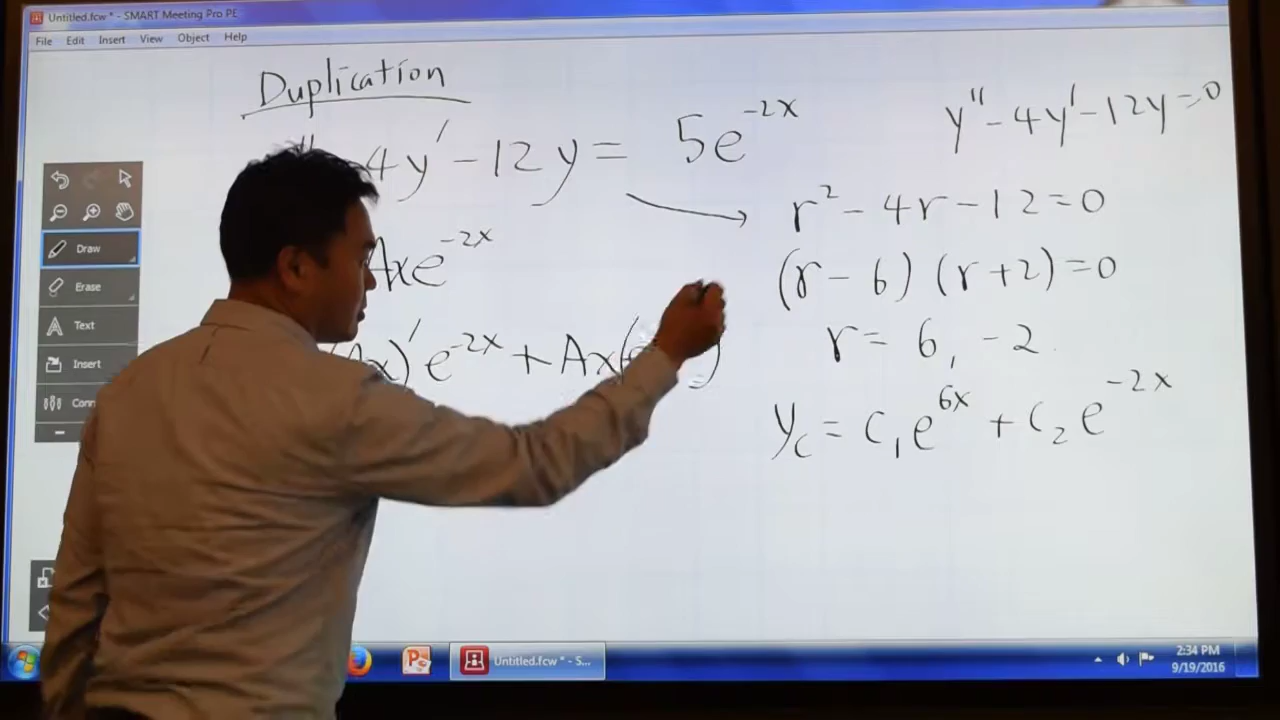 Untitled.fcw * - SMART Meeting Pro PE
File Edit Insert View Object Help
Duplication
'' - 4y' - 12y = 5e^{-2x}
y'' - 4y' - 12y = 0
r² - 4r - 12 = 0
(r - 6) (r + 2) = 0
Axe^{-2x}
(Ax)' e^{-2x} + Ax(
r = 6, -2
y_c = c₁e^{6x} + c₂e^{-2x}
Draw
Erase
Text
Insert
Untitled.fcw * - S...
2:34 PM
9/19/2016